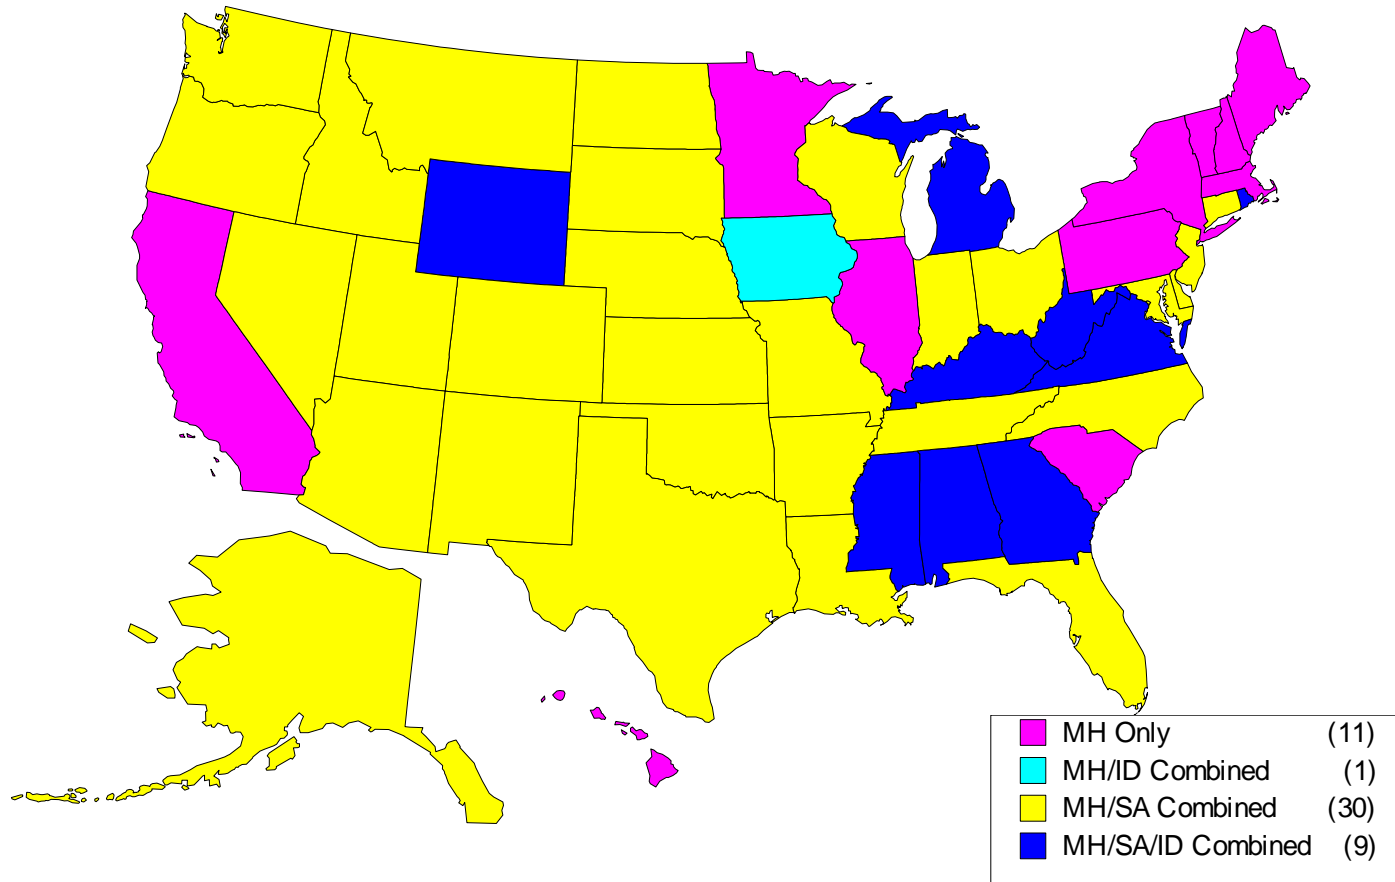 MH Only (11)
MH/ID Combined (1)
MH/SA Combined (30)
MH/SA/ID Combined (9)